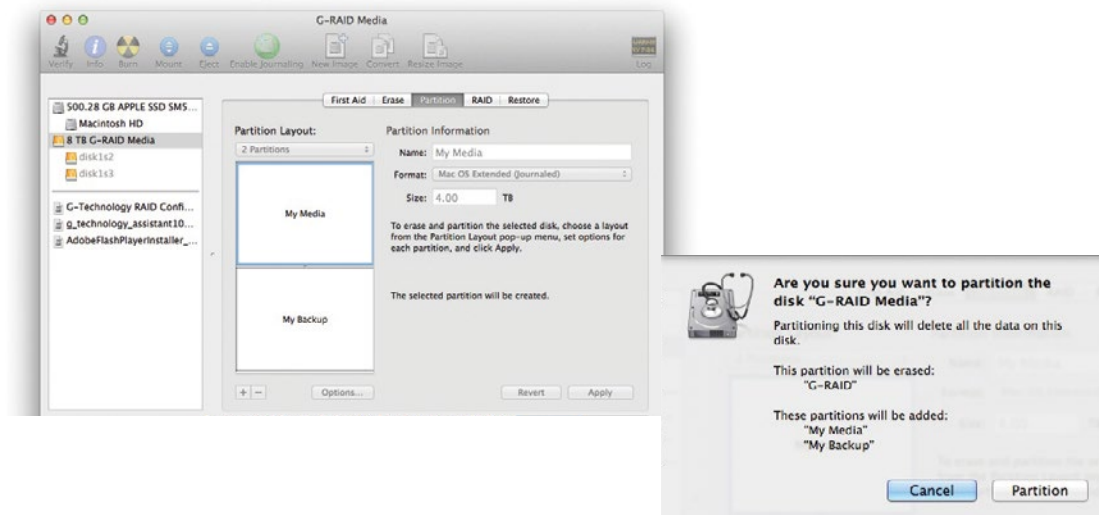 G-RAID Media
Verify Info Burn Mount Eject Enable Journaling New Image Convert Resize Image Log
500.28 GB APPLE SSD SM5...
Macintosh HD
8 TB G-RAID Media
disk1s2
disk1s3
G-Technology RAID Confi...
g_technology_assistant10...
AdobeFlashPlayerInstaller_...
First Aid Erase Partition RAID Restore
Partition Layout:
2 Partitions
My Media
My Backup
+ −
Options...
Partition Information
Name: My Media
Format: Mac OS Extended (Journaled)
Size: 4.00 TB
To erase and partition the selected disk, choose a layout
from the Partition Layout pop-up menu, set options for
each partition, and click Apply.
The selected partition will be created.
Revert Apply
Are you sure you want to partition the
disk “G-RAID Media”?
Partitioning this disk will delete all the data on this
disk.
This partition will be erased:
“G-RAID”
These partitions will be added:
“My Media”
“My Backup”
Cancel Partition